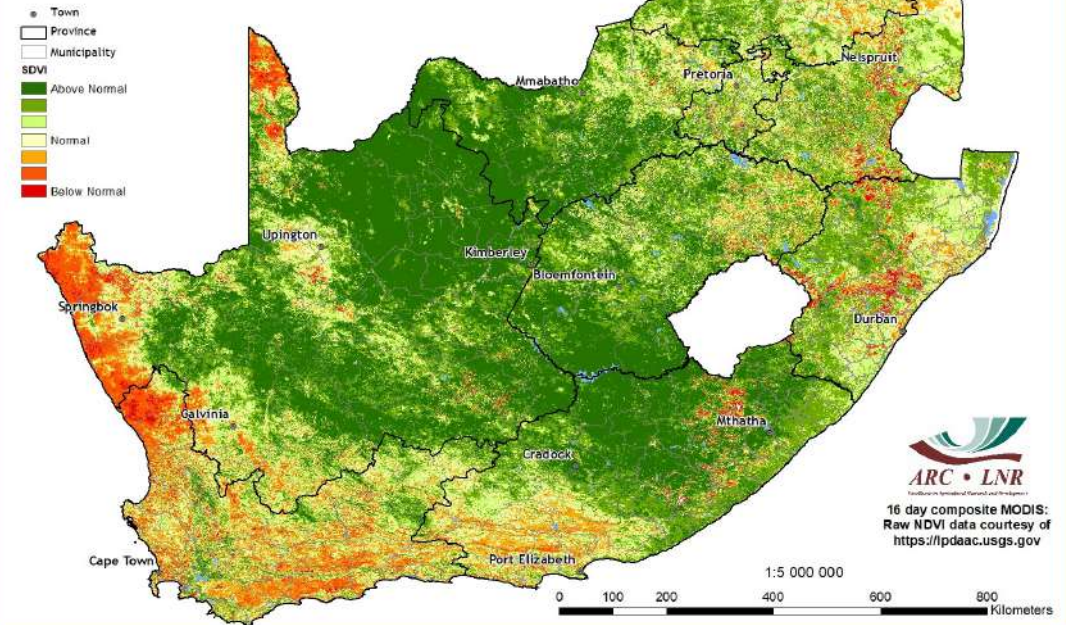 Town
Province
Municipality
SDVI
Above Normal
Normal
Below Normal
Mmabatho
Pretoria
Nelspruit
Upington
Kimberley
Bloemfontein
Springbok
Durban
Calvinia
Mthatha
Cradock
Cape Town
Port Elizabeth
ARC • LNR
16 day composite MODIS:
Raw NDVI data courtesy of
https://lpdaac.usgs.gov
1:5 000 000
0 100 200 400 600 800
Kilometers